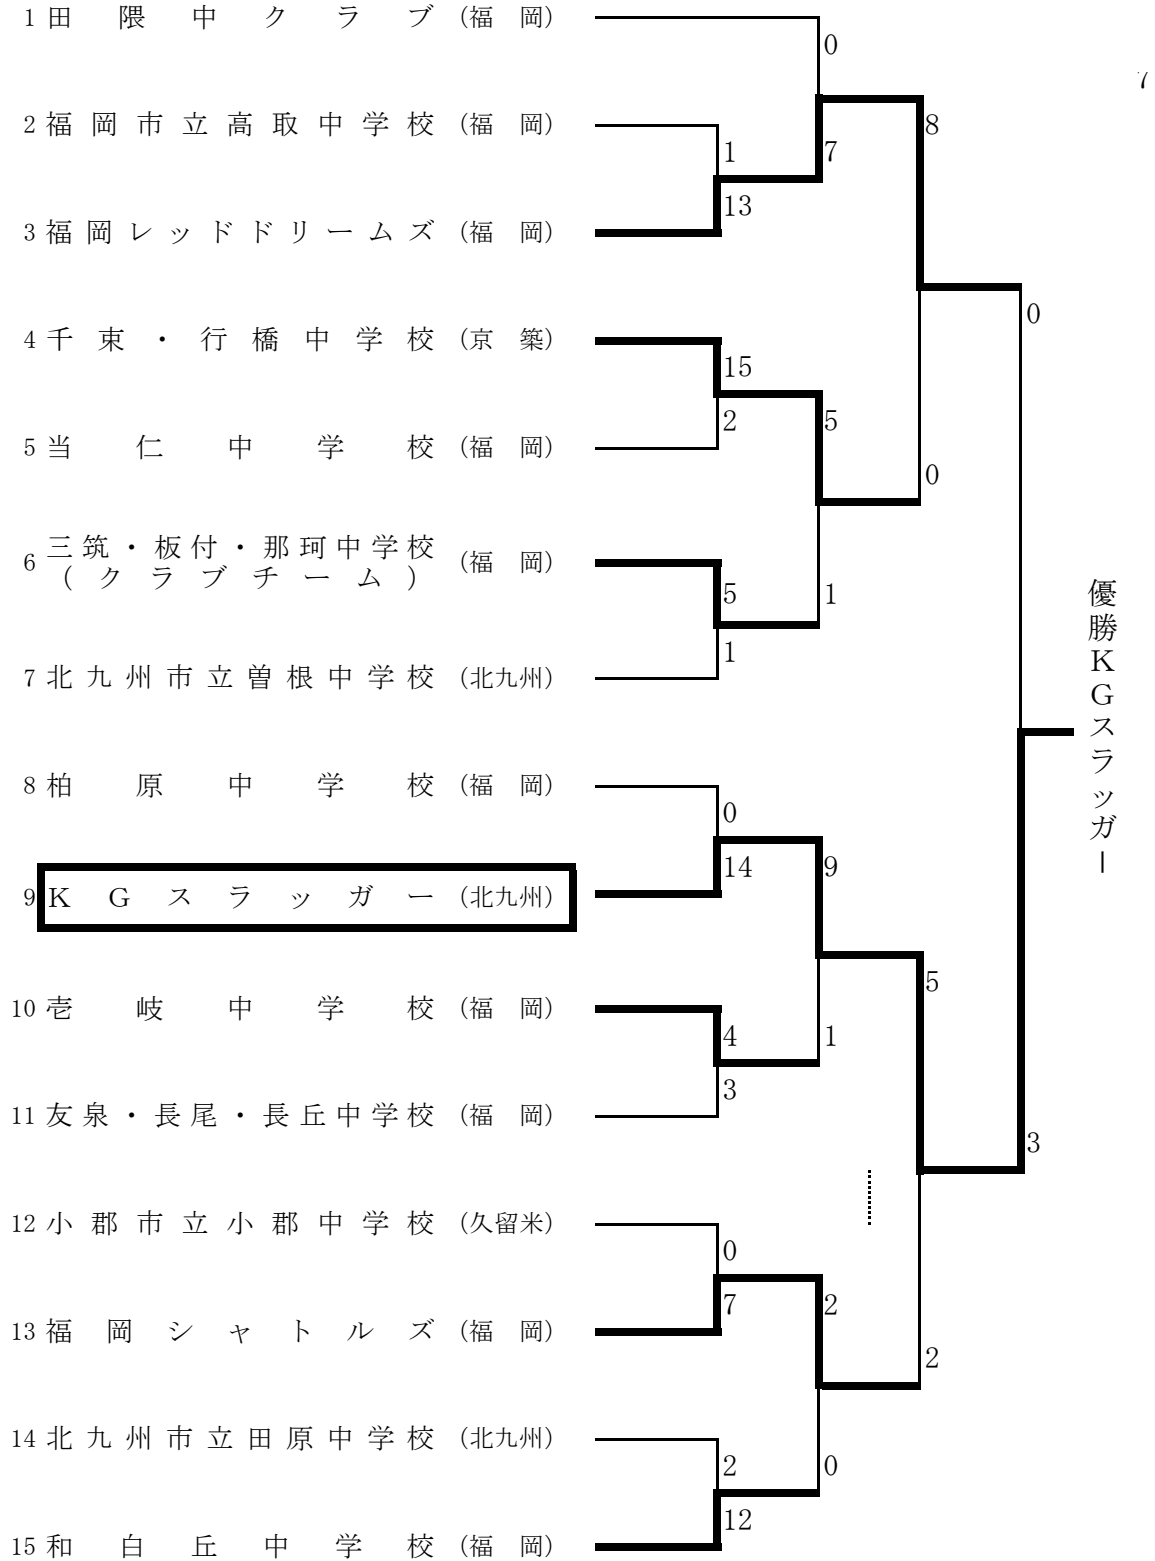 1 田隈中クラブ (福岡)
0
7
2 福岡市立高取中学校 (福岡)
8
1
7
13
3 福岡レッドドリームズ (福岡)
0
4 千束・行橋中学校 (京築)
15
2
5
5 当仁中学校 (福岡)
0
6 三筑・板付・那珂中学校
(クラブチーム)
(福岡)
5
1
1
7 北九州市立曽根中学校 (北九州)
優勝KGスラッガー
8 柏原中学校 (福岡)
0
14
9
9 KGスラッガー (北九州)
5
10 壱岐中学校 (福岡)
4
1
3
11 友泉・長尾・長丘中学校 (福岡)
3
12 小郡市立小郡中学校 (久留米)
0
7
2
13 福岡シャトルズ (福岡)
2
14 北九州市立田原中学校 (北九州)
2
0
12
15 和白丘中学校 (福岡)